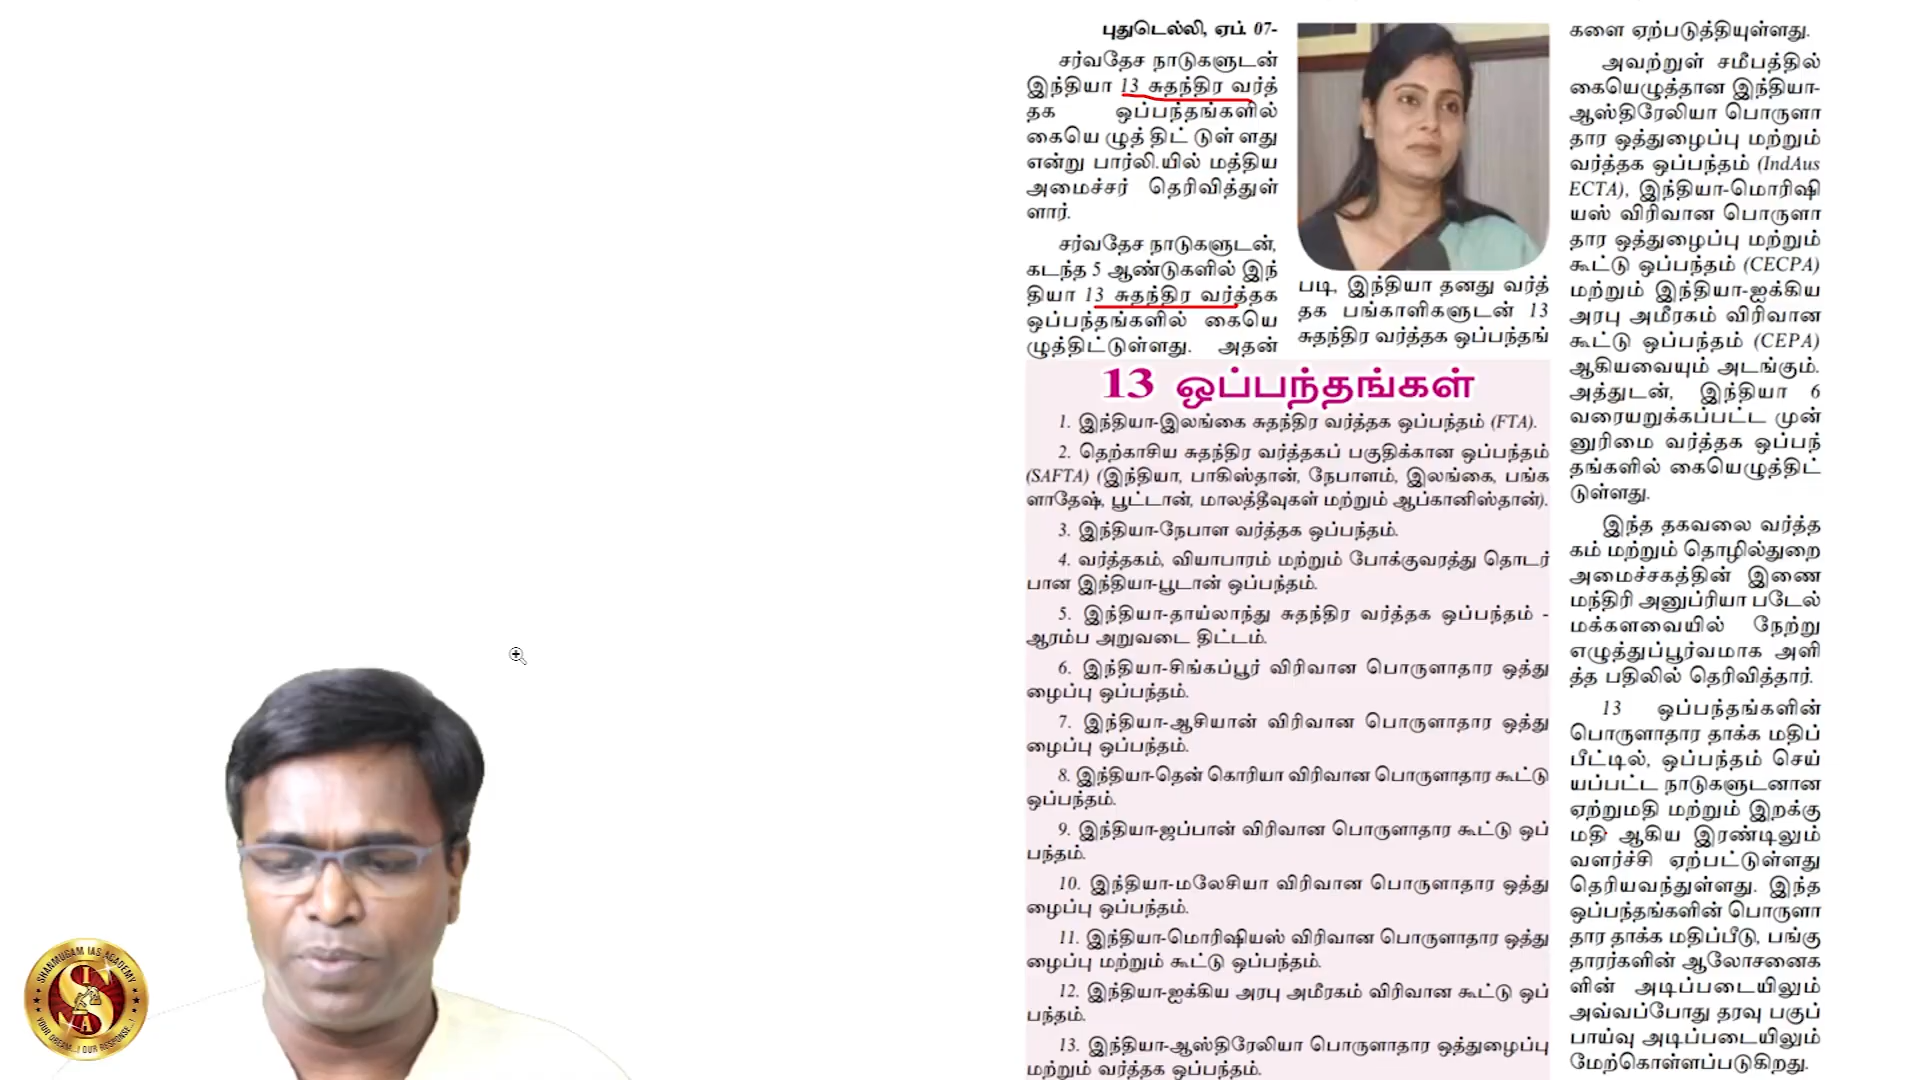 புதுடெல்லி, ஏப். 07-
சர்வதேச நாடுகளுடன்
இந்தியா 13 சுதந்திர வர்த்
தக ஒப்பந்தங்களில்
கையெழுத்திட்டுள்ளது
என்று பார்லி.யில் மத்திய
அமைச்சர் தெரிவித்துள்
ளார்.
சர்வதேச நாடுகளுடன்,
கடந்த 5 ஆண்டுகளில் இந்
தியா 13 சுதந்திர வர்த்தக
ஒப்பந்தங்களில் கையெ
ழுத்திட்டுள்ளது. அதன்
படி, இந்தியா தனது வர்த்
தக பங்காளிகளுடன் 13
சுதந்திர வர்த்தக ஒப்பந்தங்
களை ஏற்படுத்தியுள்ளது.
அவற்றுள் சமீபத்தில்
கையெழுத்தான இந்தியா-
ஆஸ்திரேலியா பொருளா
தார ஒத்துழைப்பு மற்றும்
வர்த்தக ஒப்பந்தம் (IndAus
ECTA), இந்தியா-மொரிஷி
யஸ் விரிவான பொருளா
தார ஒத்துழைப்பு மற்றும்
கூட்டு ஒப்பந்தம் (CECPA)
மற்றும் இந்தியா-ஐக்கிய
அரபு அமீரகம் விரிவான
கூட்டு ஒப்பந்தம் (CEPA)
ஆகியவையும் அடங்கும்.
அத்துடன், இந்தியா 6
வரையறுக்கப்பட்ட முன்
னுரிமை வர்த்தக ஒப்பந்
தங்களில் கையெழுத்திட்
டுள்ளது.
இந்த தகவலை வர்த்த
கம் மற்றும் தொழில்துறை
அமைச்சகத்தின் இணை
மந்திரி அனுப்ரியா படேல்
மக்களவையில் நேற்று
எழுத்துப்பூர்வமாக அளி
த்த பதிலில் தெரிவித்தார்.
13 ஒப்பந்தங்களின்
பொருளாதார தாக்க மதிப்
பீட்டில், ஒப்பந்தம் செய்
யப்பட்ட நாடுகளுடனான
ஏற்றுமதி மற்றும் இறக்கு
மதி ஆகிய இரண்டிலும்
வளர்ச்சி ஏற்பட்டுள்ளது
தெரியவந்துள்ளது. இந்த
ஒப்பந்தங்களின் பொருளா
தார தாக்க மதிப்பீடு, பங்கு
தாரர்களின் ஆலோசனைக
ளின் அடிப்படையிலும்
அவ்வப்போது தரவு பகுப்
பாய்வு அடிப்படையிலும்
மேற்கொள்ளப்படுகிறது.
13 ஒப்பந்தங்கள்
1. இந்தியா-இலங்கை சுதந்திர வர்த்தக ஒப்பந்தம் (FTA).
2. தெற்காசிய சுதந்திர வர்த்தகப் பகுதிக்கான ஒப்பந்தம்
(SAFTA) (இந்தியா, பாகிஸ்தான், நேபாளம், இலங்கை, பங்க
ளாதேஷ், பூட்டான், மாலத்தீவுகள் மற்றும் ஆப்கானிஸ்தான்).
3. இந்தியா-நேபாள வர்த்தக ஒப்பந்தம்.
4. வர்த்தகம், வியாபாரம் மற்றும் போக்குவரத்து தொடர்
பான இந்தியா-பூடான் ஒப்பந்தம்.
5. இந்தியா-தாய்லாந்து சுதந்திர வர்த்தக ஒப்பந்தம் -
ஆரம்ப அறுவடை திட்டம்.
6. இந்தியா-சிங்கப்பூர் விரிவான பொருளாதார ஒத்து
ழைப்பு ஒப்பந்தம்.
7. இந்தியா-ஆசியான் விரிவான பொருளாதார ஒத்து
ழைப்பு ஒப்பந்தம்.
8. இந்தியா-தென் கொரியா விரிவான பொருளாதார கூட்டு
ஒப்பந்தம்.
9. இந்தியா-ஜப்பான் விரிவான பொருளாதார கூட்டு ஒப்
பந்தம்.
10. இந்தியா-மலேசியா விரிவான பொருளாதார ஒத்து
ழைப்பு ஒப்பந்தம்.
11. இந்தியா-மொரிஷியஸ் விரிவான பொருளாதார ஒத்து
ழைப்பு மற்றும் கூட்டு ஒப்பந்தம்.
12. இந்தியா-ஐக்கிய அரபு அமீரகம் விரிவான கூட்டு ஒப்
பந்தம்.
13. இந்தியா-ஆஸ்திரேலியா பொருளாதார ஒத்துழைப்பு
மற்றும் வர்த்தக ஒப்பந்தம்.
SHANMUGAM IAS ACADEMY
SIA
YOUR DREAM..! OUR RESPONSE..!